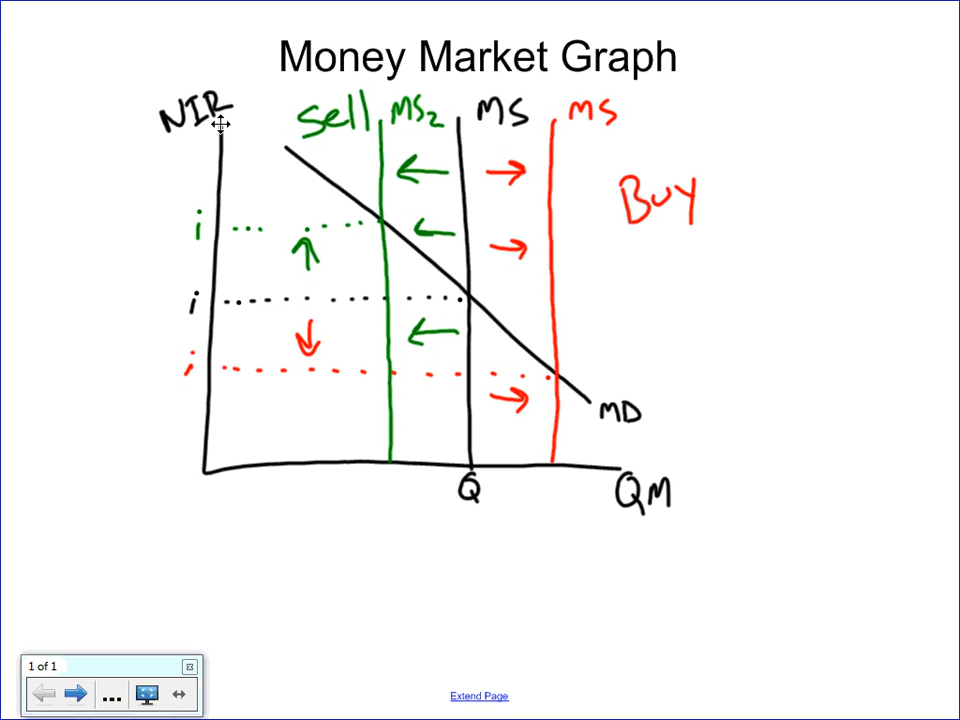 Money Market Graph
NIR
Sell
MS2
MS
MS
BUY
i
i
i
MD
Q
QM
1 of 1
...
Extend Page